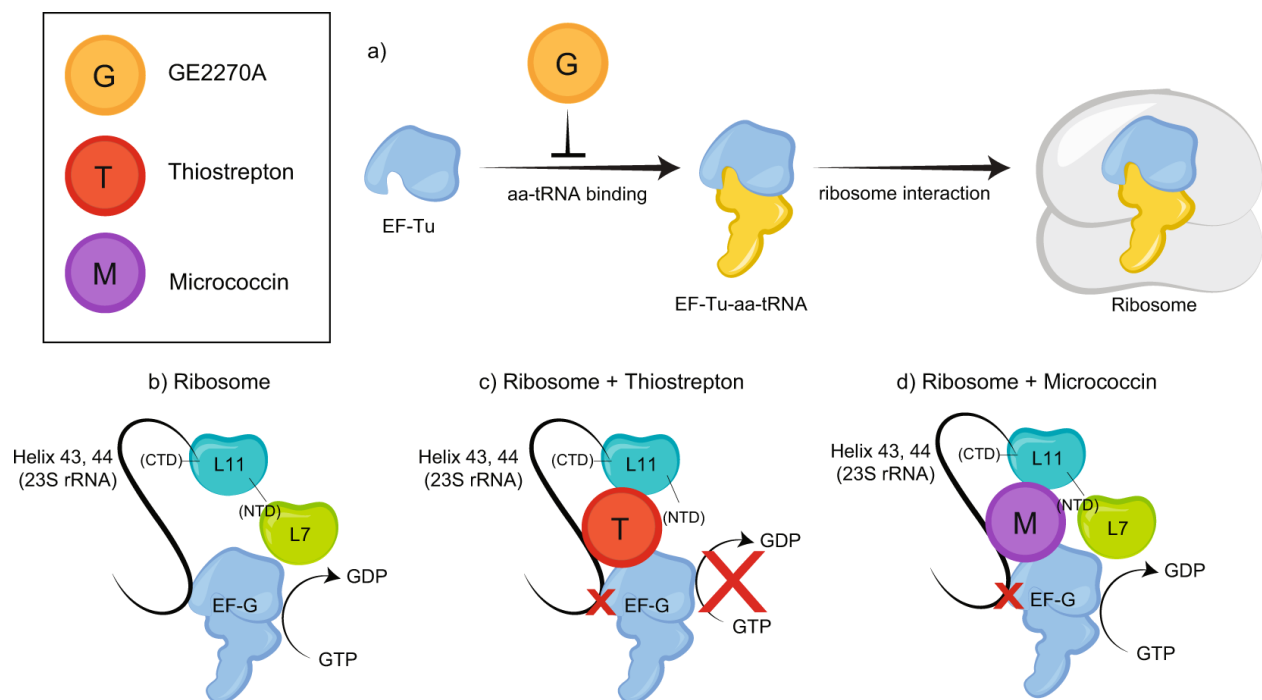 G GE2270A
T Thiostrepton
M Micrococcin
a)
G
EF-Tu
aa-tRNA binding
EF-Tu-aa-tRNA
ribosome interaction
Ribosome
b) Ribosome
Helix 43, 44
(23S rRNA)
(CTD)
L11
(NTD)
L7
EF-G
GDP
GTP
c) Ribosome + Thiostrepton
Helix 43, 44
(23S rRNA)
(CTD)
L11
T
(NTD)
EF-G
GDP
GTP
d) Ribosome + Micrococcin
Helix 43, 44
(23S rRNA)
(CTD)
L11
M
(NTD)
L7
EF-G
GDP
GTP